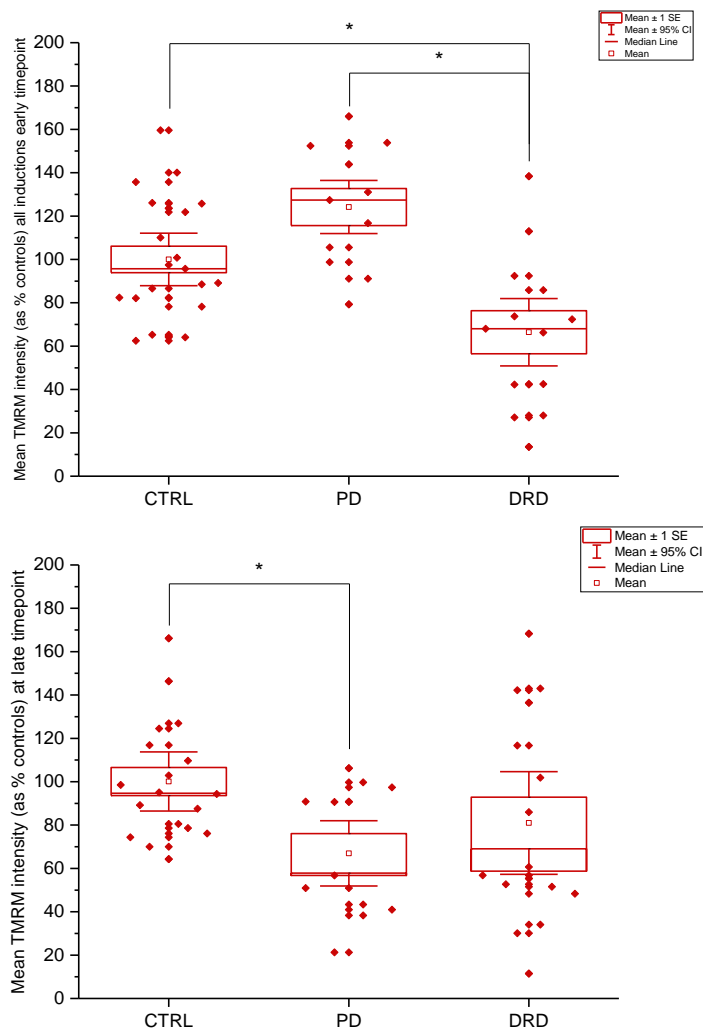 Mean ± 1 SE
Mean ± 95% CI
Median Line
Mean
*
*
Mean TMRM intensity (as % controls) all inductions early timepoint
200
180
160
140
120
100
80
60
40
20
0
CTRL
PD
DRD
Mean ± 1 SE
Mean ± 95% CI
Median Line
Mean
*
Mean TMRM intensity (as % controls) at late timepoint
200
180
160
140
120
100
80
60
40
20
0
CTRL
PD
DRD